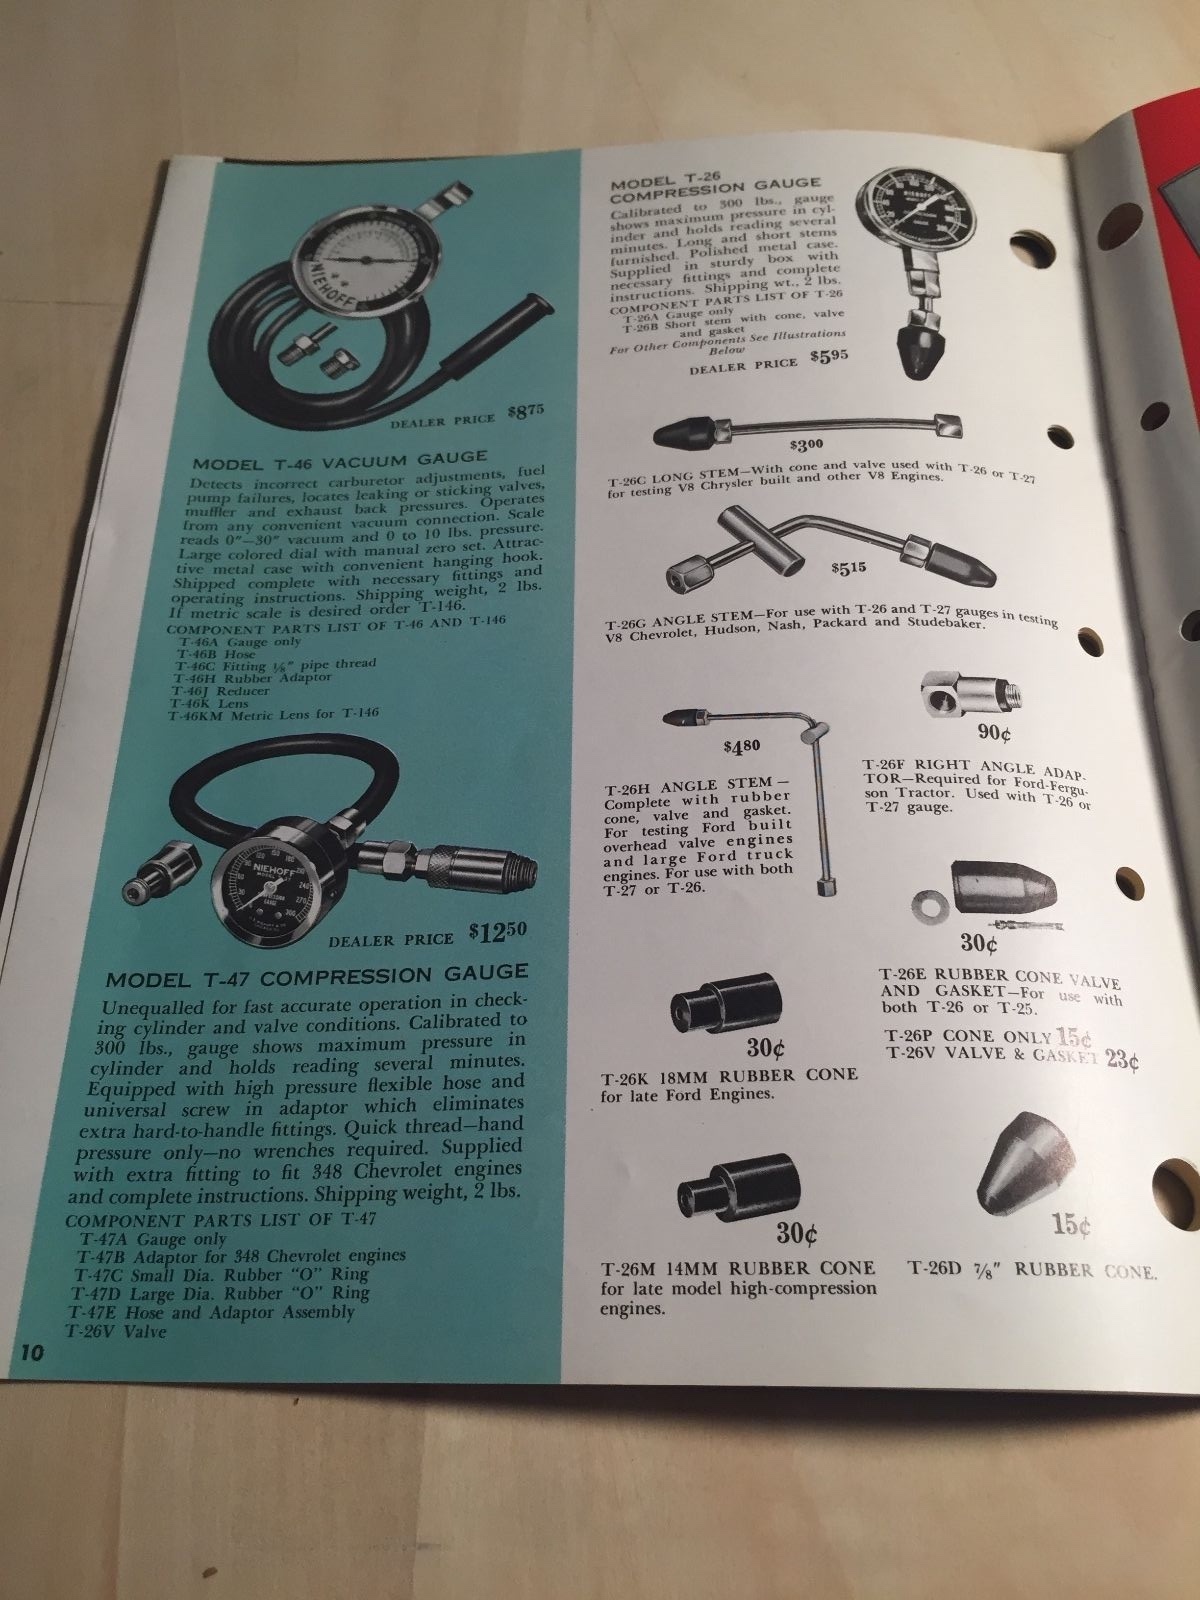 NIEHOFF
DEALER PRICE $8.75
MODEL T-46 VACUUM GAUGE
Detects incorrect carburetor adjustments, fuel
pump failures, locates leaking or sticking valves,
muffler and exhaust back pressures. Operates
from any convenient vacuum connection. Scale
reads 0"—30" vacuum and 0 to 10 lbs. pressure.
Large colored dial with manual zero set. Attrac-
tive metal case with convenient hanging hook.
Shipped complete with necessary fittings and
operating instructions. Shipping weight, 2 lbs.
If metric scale is desired order T-146.
COMPONENT PARTS LIST OF T-46 AND T-146
T-46A Gauge only
T-46B Hose
T-46C Fitting 1/8" pipe thread
T-46H Rubber Adaptor
T-46J Reducer
T-46K Lens
T-46KM Metric Lens for T-146
NIEHOFF
DEALER PRICE $12.50
MODEL T-47 COMPRESSION GAUGE
Unequalled for fast accurate operation in check-
ing cylinder and valve conditions. Calibrated to
300 lbs., gauge shows maximum pressure in
cylinder and holds reading several minutes.
Equipped with high pressure flexible hose and
universal screw in adaptor which eliminates
extra hard-to-handle fittings. Quick thread—hand
pressure only—no wrenches required. Supplied
with extra fitting to fit 348 Chevrolet engines
and complete instructions. Shipping weight, 2 lbs.
COMPONENT PARTS LIST OF T-47
T-47A Gauge only
T-47B Adaptor for 348 Chevrolet engines
T-47C Small Dia. Rubber "O" Ring
T-47D Large Dia. Rubber "O" Ring
T-47E Hose and Adaptor Assembly
T-26V Valve
10
MODEL T-26
COMPRESSION GAUGE
Calibrated to 300 lbs., gauge
shows maximum pressure in cyl-
inder and holds reading several
minutes. Long and short stems
furnished. Polished metal case.
Supplied in sturdy box with
necessary fittings and complete
instructions. Shipping wt., 2 lbs.
COMPONENT PARTS LIST OF T-26
T-26A Gauge only
T-26B Short stem with cone, valve
and gasket
For Other Components See Illustrations
Below
DEALER PRICE $5.95
NIEHOFF
$3.00
T-26C LONG STEM—With cone and valve used with T-26 or T-27
for testing V8 Chrysler built and other V8 Engines.
$5.15
T-26G ANGLE STEM—For use with T-26 and T-27 gauges in testing
V8 Chevrolet, Hudson, Nash, Packard and Studebaker.
$4.80
T-26H ANGLE STEM—
Complete with rubber
cone, valve and gasket.
For testing Ford built
overhead valve engines
and large Ford truck
engines. For use with both
T-27 or T-26.
90¢
T-26F RIGHT ANGLE ADAP-
TOR—Required for Ford-Fergu-
son Tractor. Used with T-26 or
T-27 gauge.
30¢
T-26E RUBBER CONE VALVE
AND GASKET—For use with
both T-26 or T-25.
T-26P CONE ONLY 15¢
T-26V VALVE & GASKET 23¢
30¢
T-26K 18MM RUBBER CONE
for late Ford Engines.
30¢
T-26M 14MM RUBBER CONE
for late model high-compression
engines.
15¢
T-26D 7/8" RUBBER CONE.